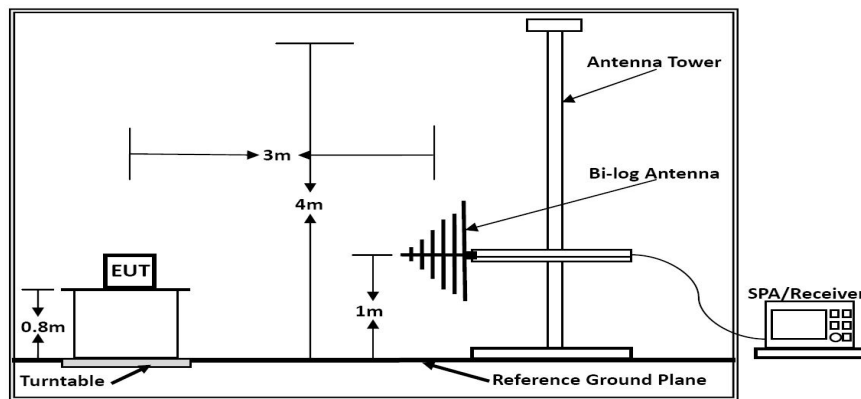 Antenna Tower
3m
Bi-log Antenna
4m
EUT
1m
SPA/Receiver
0.8m
Turntable
Reference Ground Plane